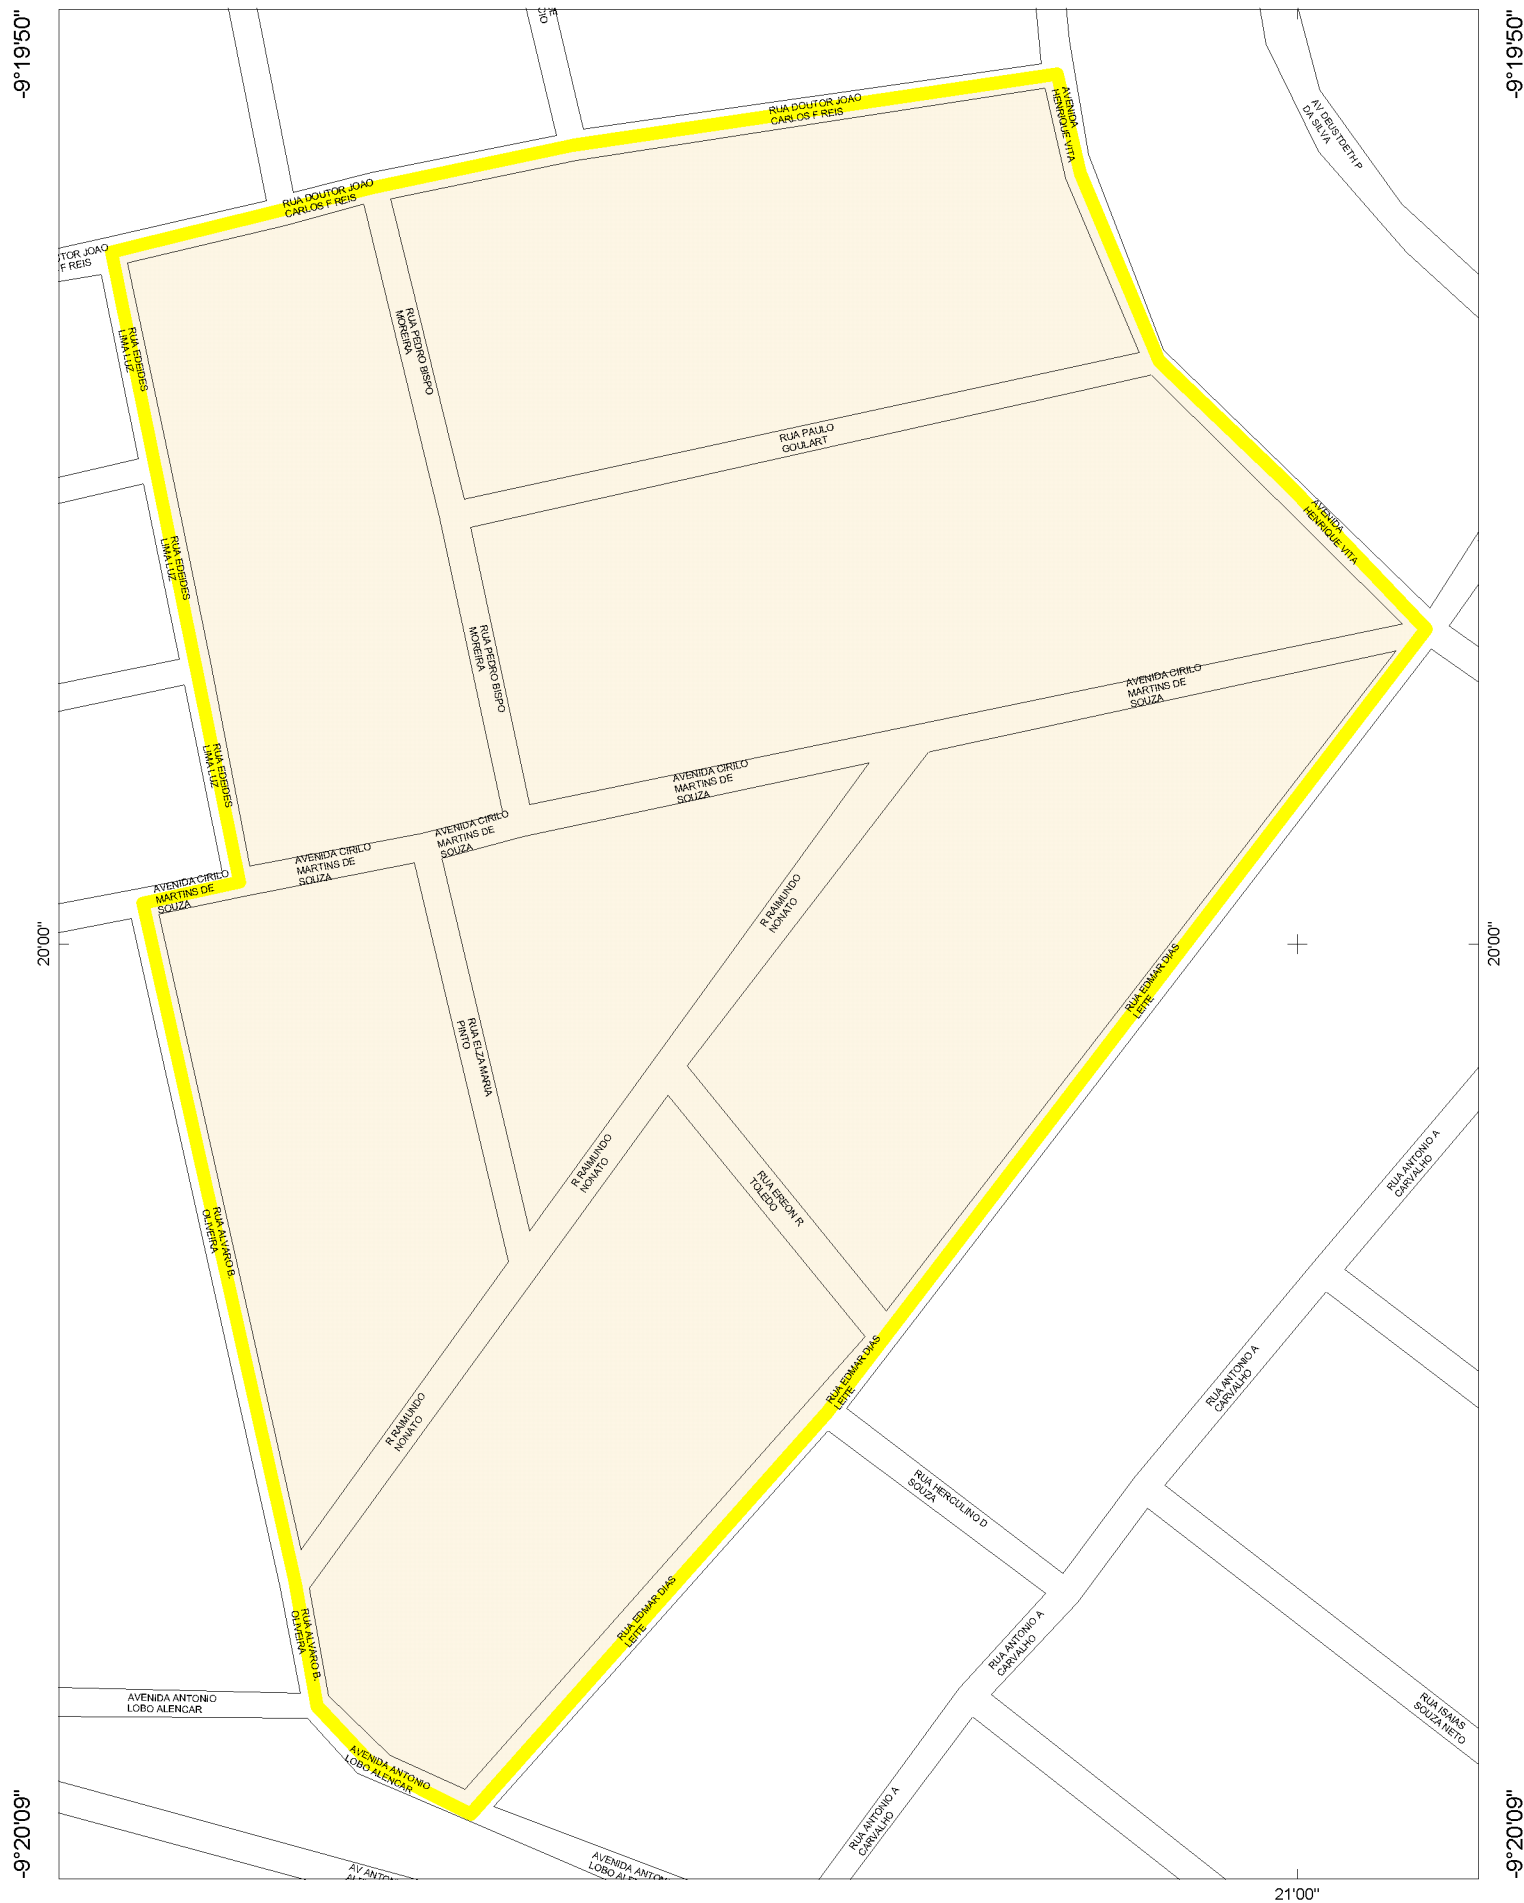 -9°19'50"
-9°19'50"
RUA DOUTOR JOAO
CARLOS F REIS
AVENIDA
HENRIQUE VITA
AV DEUSTDETH P
DA SILVA
RUA DOUTOR JOAO
CARLOS F REIS
F REIS
RUA EDEIDES
LIMA LUZ
RUA PEDRO BISPO
MOREIRA
RUA PAULO
GOULART
AVENIDA
HENRIQUE VITA
RUA EDEIDES
LIMA LUZ
RUA PEDRO BISPO
MOREIRA
AVENIDA CIRILO
MARTINS DE
SOUZA
RUA EDEIDES
LIMA LUZ
AVENIDA CIRILO
MARTINS DE
SOUZA
AVENIDA CIRILO
MARTINS DE
SOUZA
AVENIDA CIRILO
MARTINS DE
SOUZA
AVENIDA CIRILO
MARTINS DE
SOUZA
R RAIMUNDO
NONATO
20'00"
20'00"
RUA EDMAR DIAS
LEITE
RUA ELZA MARIA
PINTO
R RAIMUNDO
NONATO
RUA EREON R
TOLEDO
RUA ANTONIO A
CARVALHO
RUA ALVARO B.
OLIVEIRA
RUA EDMAR DIAS
LEITE
RUA ANTONIO A
CARVALHO
R RAIMUNDO
NONATO
RUA HERCULINO D
SOUZA
RUA EDMAR DIAS
LEITE
RUA ALVARO B.
OLIVEIRA
RUA ANTONIO A
CARVALHO
AVENIDA ANTONIO
LOBO ALENCAR
RUA ISAIAS
SOUZA NETO
AVENIDA ANTONIO
LOBO ALENCAR
RUA ANTONIO A
CARVALHO
-9°20'09"
-9°20'09"
AV ANTON
AVENIDA ANTON
LOBO ALE
21'00"